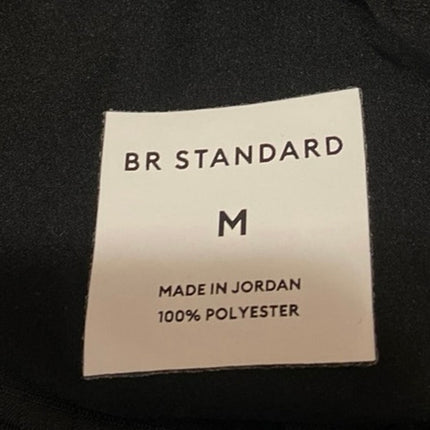 BR STANDARD
M
MADE IN JORDAN
100% POLYESTER